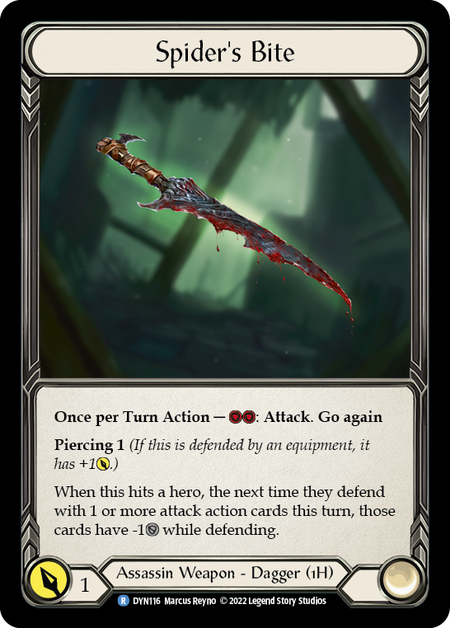 Spider's Bite
Once per Turn Action — : Attack. Go again
Piercing 1 (If this is defended by an equipment, it
has +1.)
When this hits a hero, the next time they defend
with 1 or more attack action cards this turn, those
cards have -1 while defending.
1
Assassin Weapon - Dagger (1H)
R DYN116 Marcus Reyno © 2022 Legend Story Studios